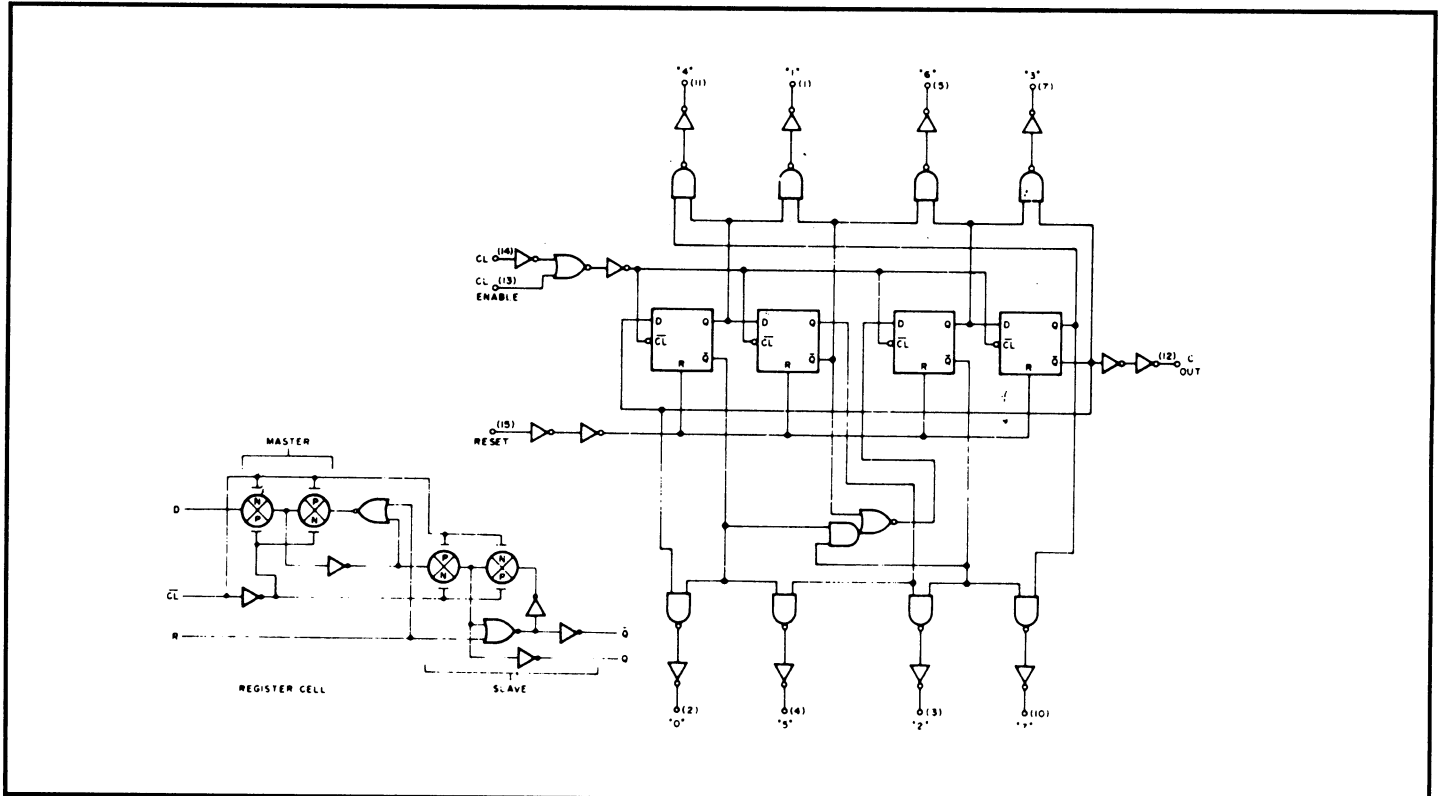 "4" "1" "6" "3"
(11) (1) (5) (7)
CL (14)
CL (13)
ENABLE
D Q D Q D Q D Q
CL CL CL CL
R Q̅ R Q̅ R Q̅ R Q̅
(12) C
OUT
(15)
RESET
MASTER
N P
P N
D
P N
N P
CL
R
Q̅
Q
REGISTER CELL
SLAVE
(2) (4) (3) (10)
"0" "5" "2" "7"